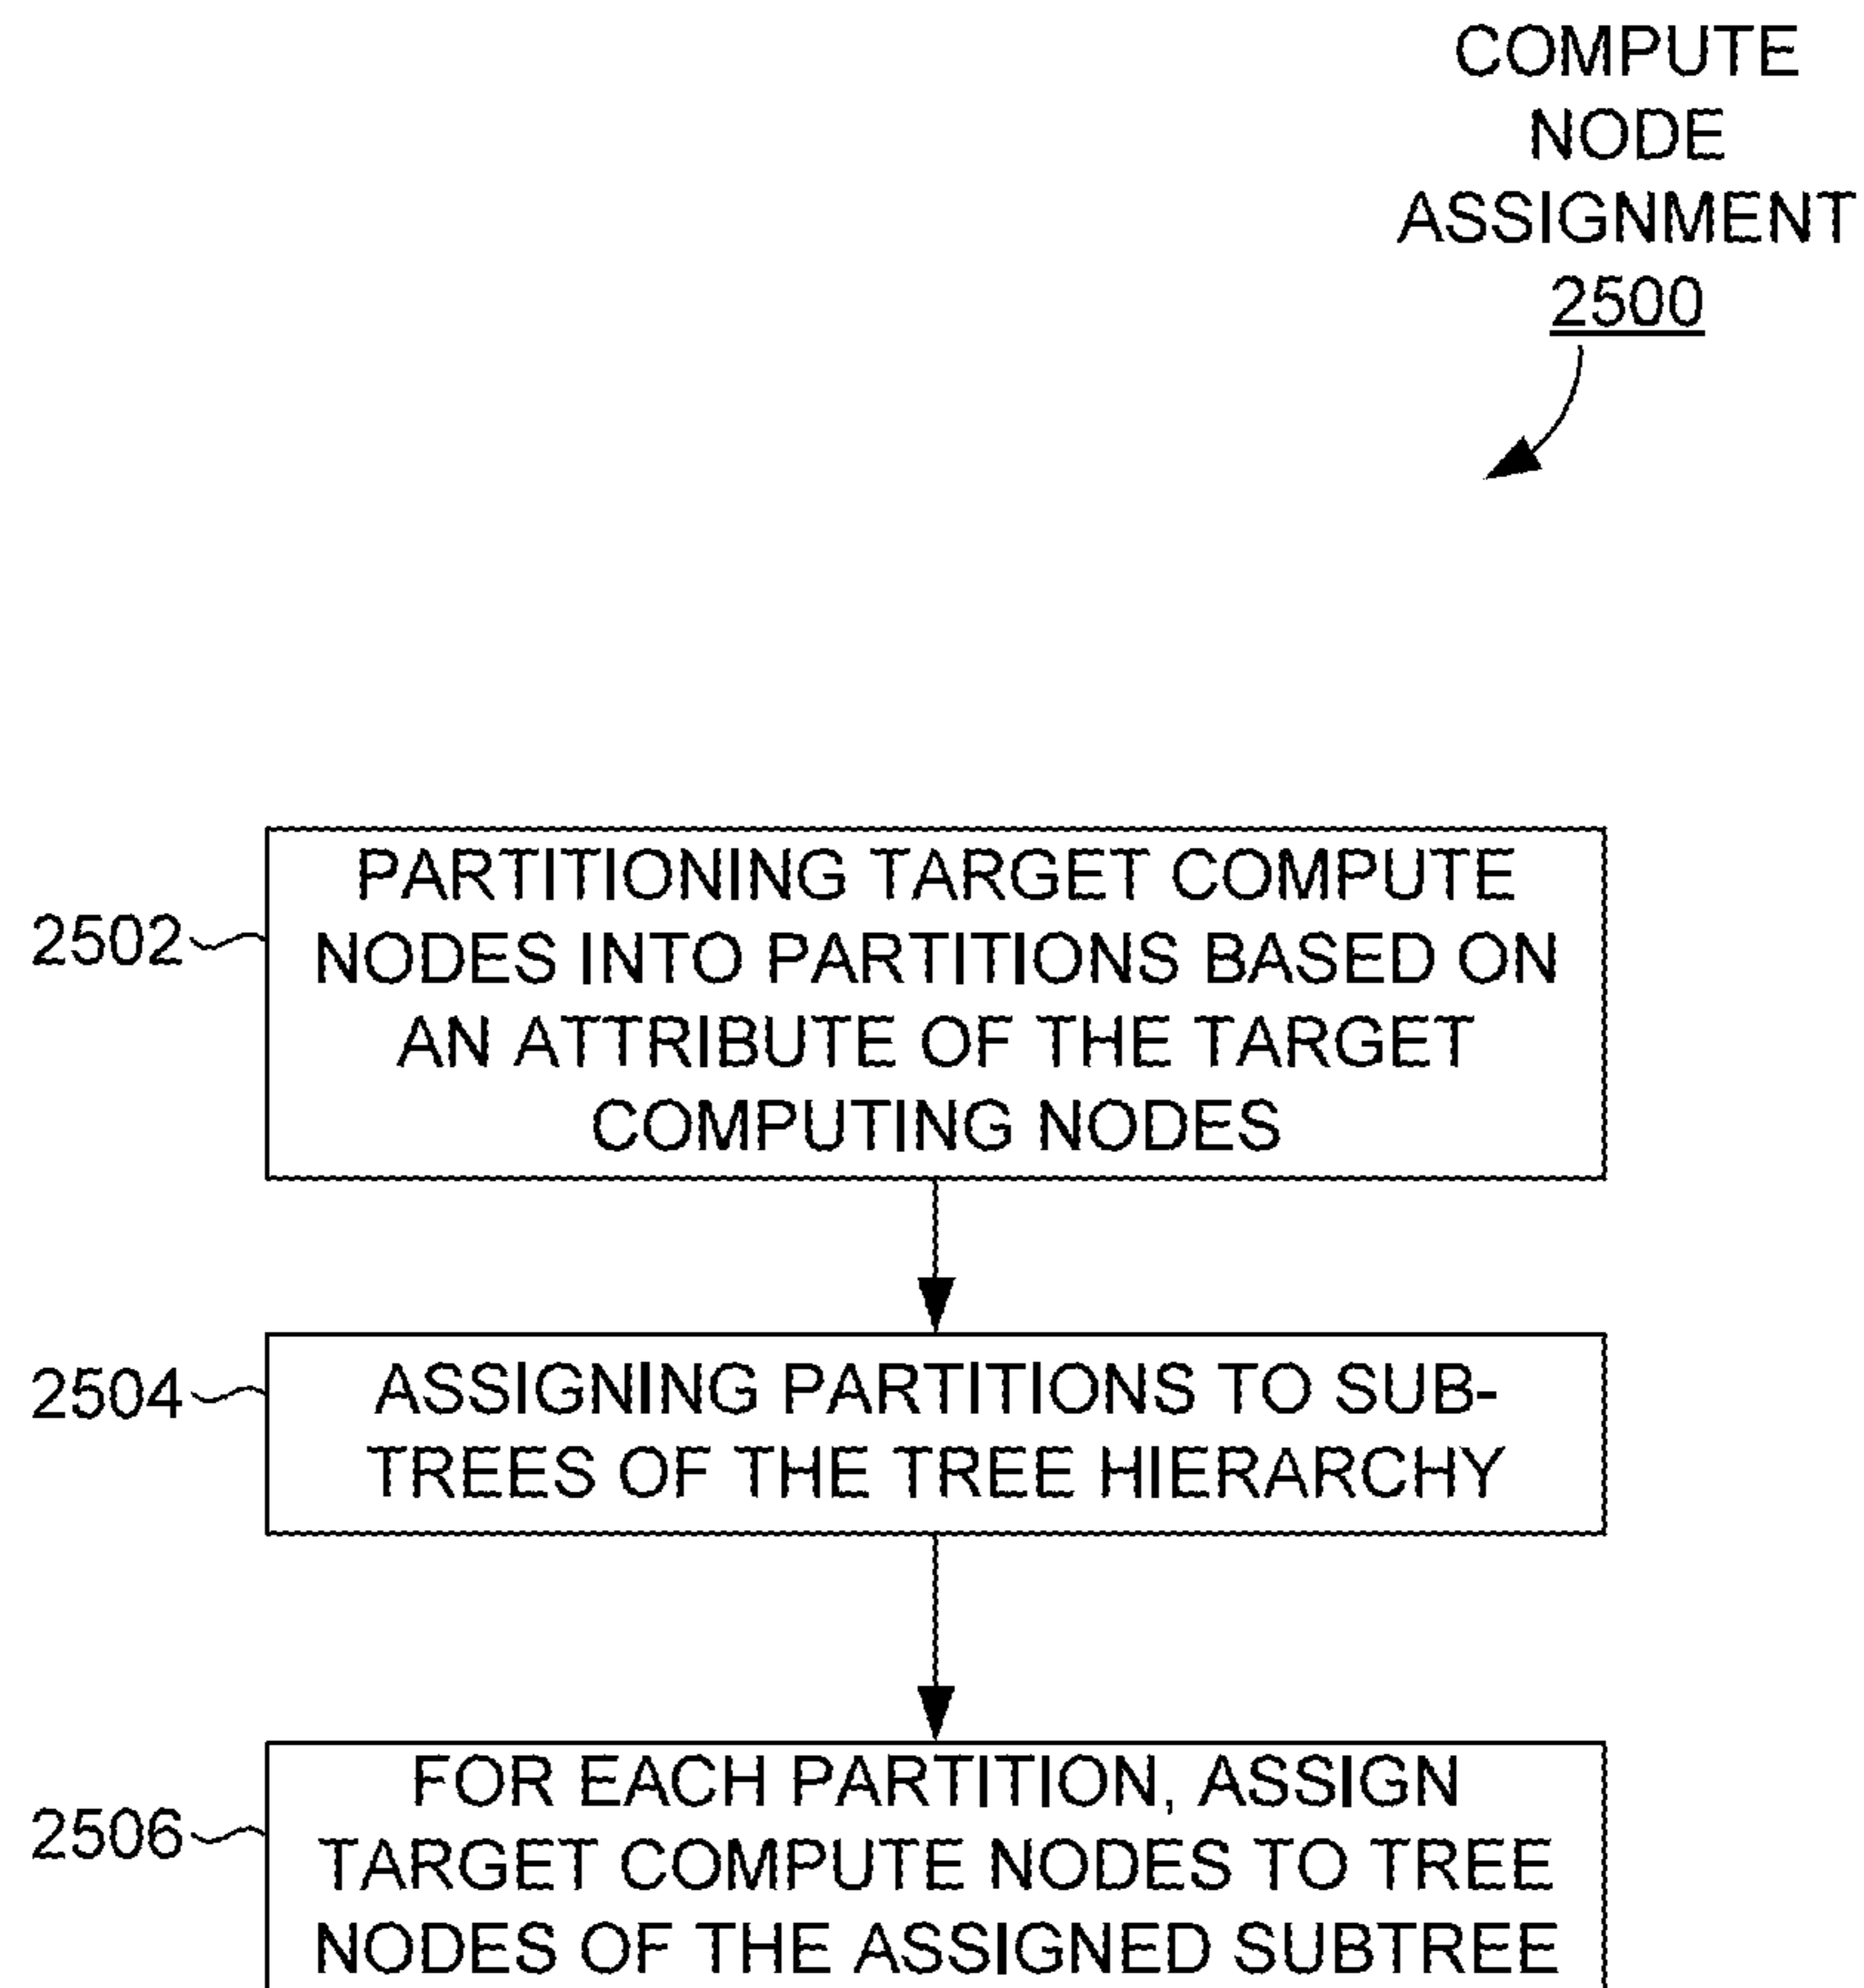 COMPUTE
NODE
ASSIGNMENT
2500
2502
PARTITIONING TARGET COMPUTE
NODES INTO PARTITIONS BASED ON
AN ATTRIBUTE OF THE TARGET
COMPUTING NODES
2504
ASSIGNING PARTITIONS TO SUB-
TREES OF THE TREE HIERARCHY
2506
FOR EACH PARTITION, ASSIGN
TARGET COMPUTE NODES TO TREE
NODES OF THE ASSIGNED SUBTREE